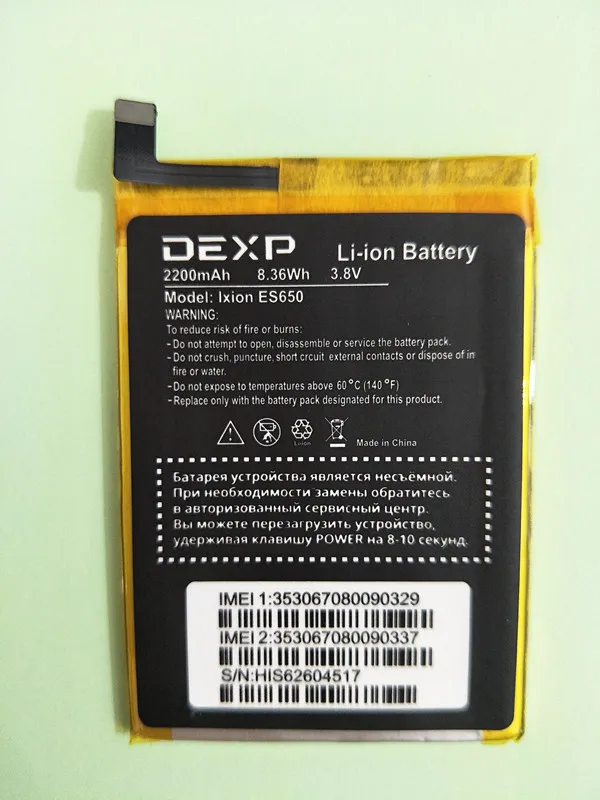 DEXP
Li-ion Battery
2200mAh 8.36Wh 3.8V
Model: Ixion ES650
WARNING:
To reduce risk of fire or burns:
- Do not attempt to open, disassemble or service the battery pack.
- Do not crush, puncture, short crcuit external contacts or dispose of in
fire or water.
- Do not expose to temperatures above 60°C (140°F)
- Replace only with the battery pack designated for this product.
Li-ion
Made in China
Батарея устройства является несъёмной.
При необходимости замены обратитесь
в авторизованный сервисный центр.
Вы можете перезагрузить устройство,
удерживая клавишу POWER на 8-10 секунд.
IMEI 1:353067080090329
IMEI 2:353067080090337
S/N:HIS62604517